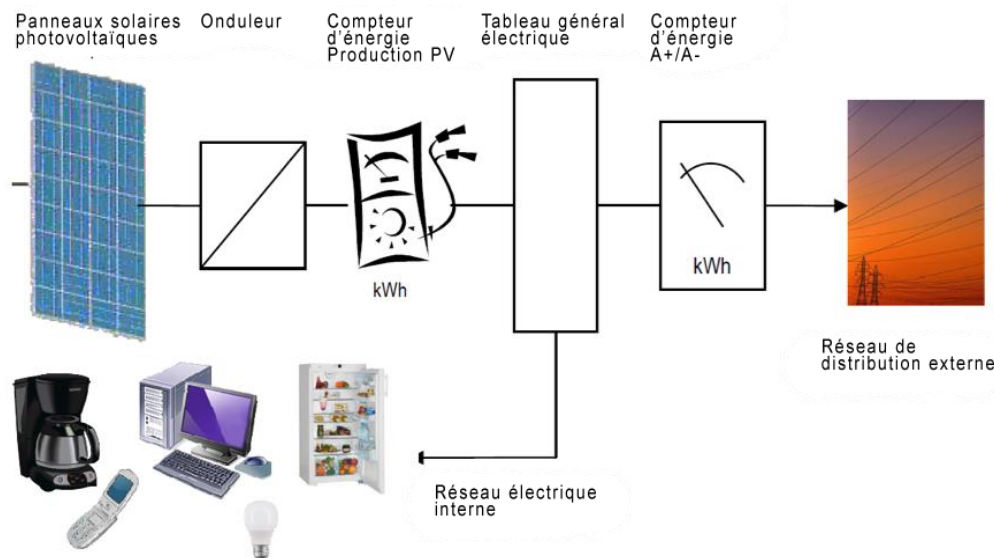 Panneaux solaires
photovoltaïques
Onduleur
Compteur
d'énergie
Production PV
Tableau général
électrique
Compteur
d'énergie
A+/A-
kWh
kWh
Réseau de
distribution externe
Réseau électrique
interne